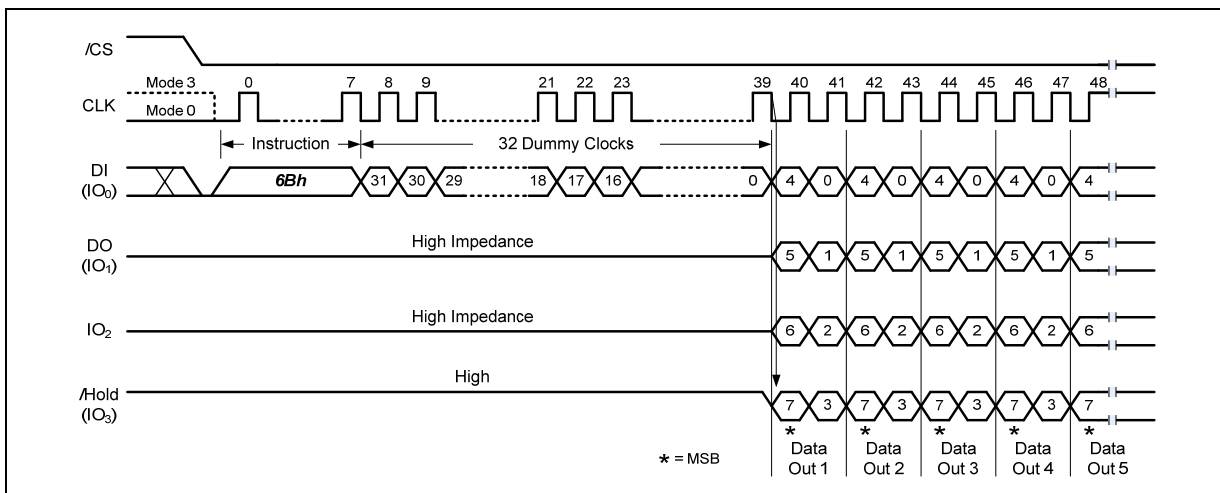 /CS
Mode 3 0 7 8 9 21 22 23 39 40 41 42 43 44 45 46 47 48
CLK Mode 0
Instruction 32 Dummy Clocks
DI
(IO₀) 6Bh 31 30 29 18 17 16 0 4 0 4 0 4 0 4 0 4
High Impedance
DO
(IO₁) 5 1 5 1 5 1 5 1 5
High Impedance
IO₂ 6 2 6 2 6 2 6 2 6
High
/Hold
(IO₃) 7 3 7 3 7 3 7 3 7
* * * * *
* = MSB
Data Data Data Data Data
Out 1 Out 2 Out 3 Out 4 Out 5